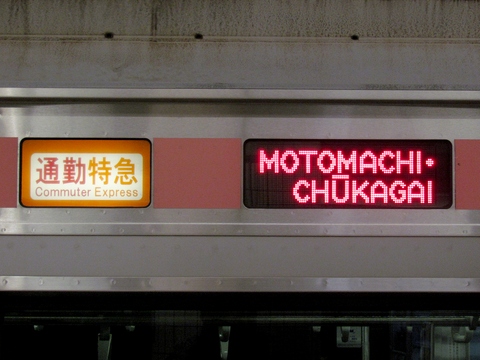 通勤特急
Commuter Express
MOTOMACHI・
CHŪKAGAI